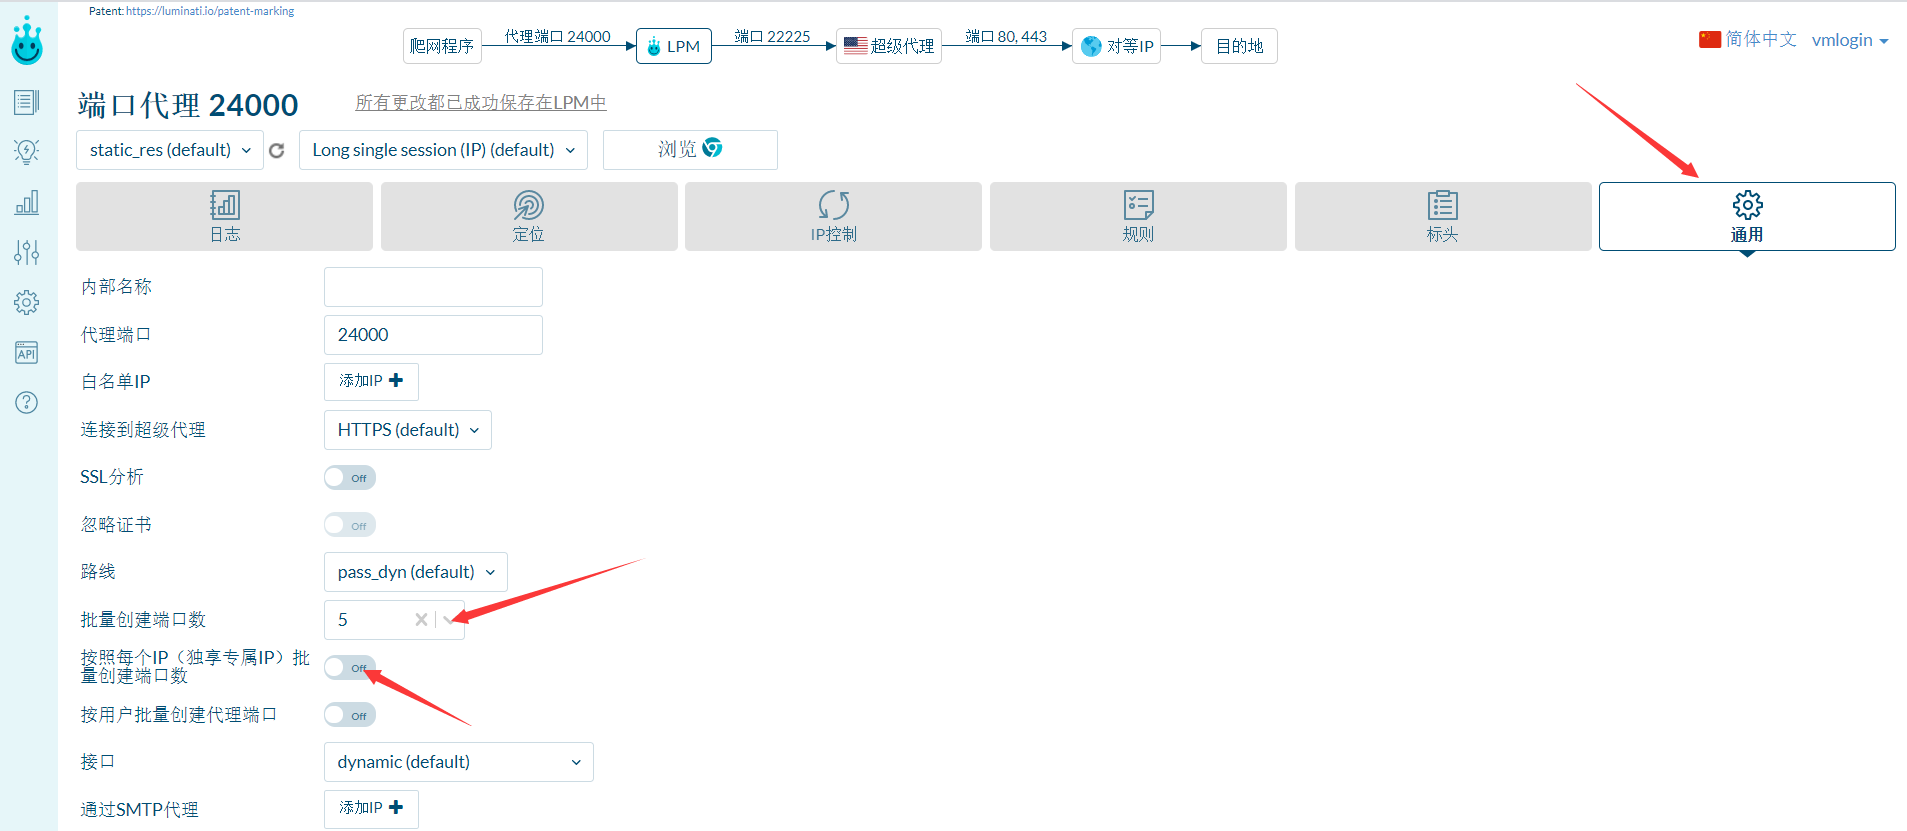 Patent: https://luminati.io/patent-marking
爬网程序
代理端口 24000
LPM
端口 22225
超级代理
端口 80, 443
对等IP
目的地
简体中文
vmlogin
端口代理 24000
所有更改都已成功保存在LPM中
static_res (default)
Long single session (IP) (default)
浏览
日志
定位
IP控制
规则
标头
通用
内部名称
代理端口
24000
白名单IP
添加IP
连接到超级代理
HTTPS (default)
SSL分析
Off
忽略证书
Off
路线
pass_dyn (default)
批量创建端口数
5
按照每个IP（独享专属IP）批
量创建端口数
Off
按用户批量创建代理端口
Off
接口
dynamic (default)
通过SMTP代理
添加IP
API